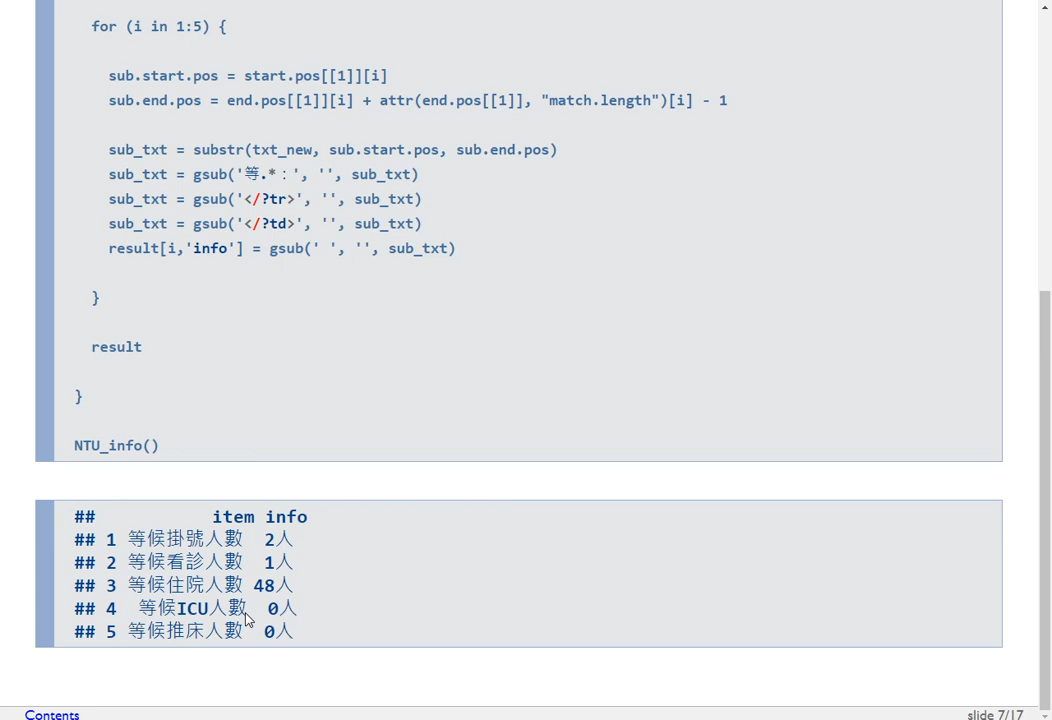 for (i in 1:5) {
sub.start.pos = start.pos[[1]][i]
sub.end.pos = end.pos[[1]][i] + attr(end.pos[[1]], "match.length")[i] - 1
sub_txt = substr(txt_new, sub.start.pos, sub.end.pos)
sub_txt = gsub('等.*：', '', sub_txt)
sub_txt = gsub('</?tr>', '', sub_txt)
sub_txt = gsub('</?td>', '', sub_txt)
result[i,'info'] = gsub(' ', '', sub_txt)
}
result
}
NTU_info()
## item info
## 1 等候掛號人數 2人
## 2 等候看診人數 1人
## 3 等候住院人數 48人
## 4 等候ICU人數 0人
## 5 等候推床人數 0人
Contents
slide 7/17